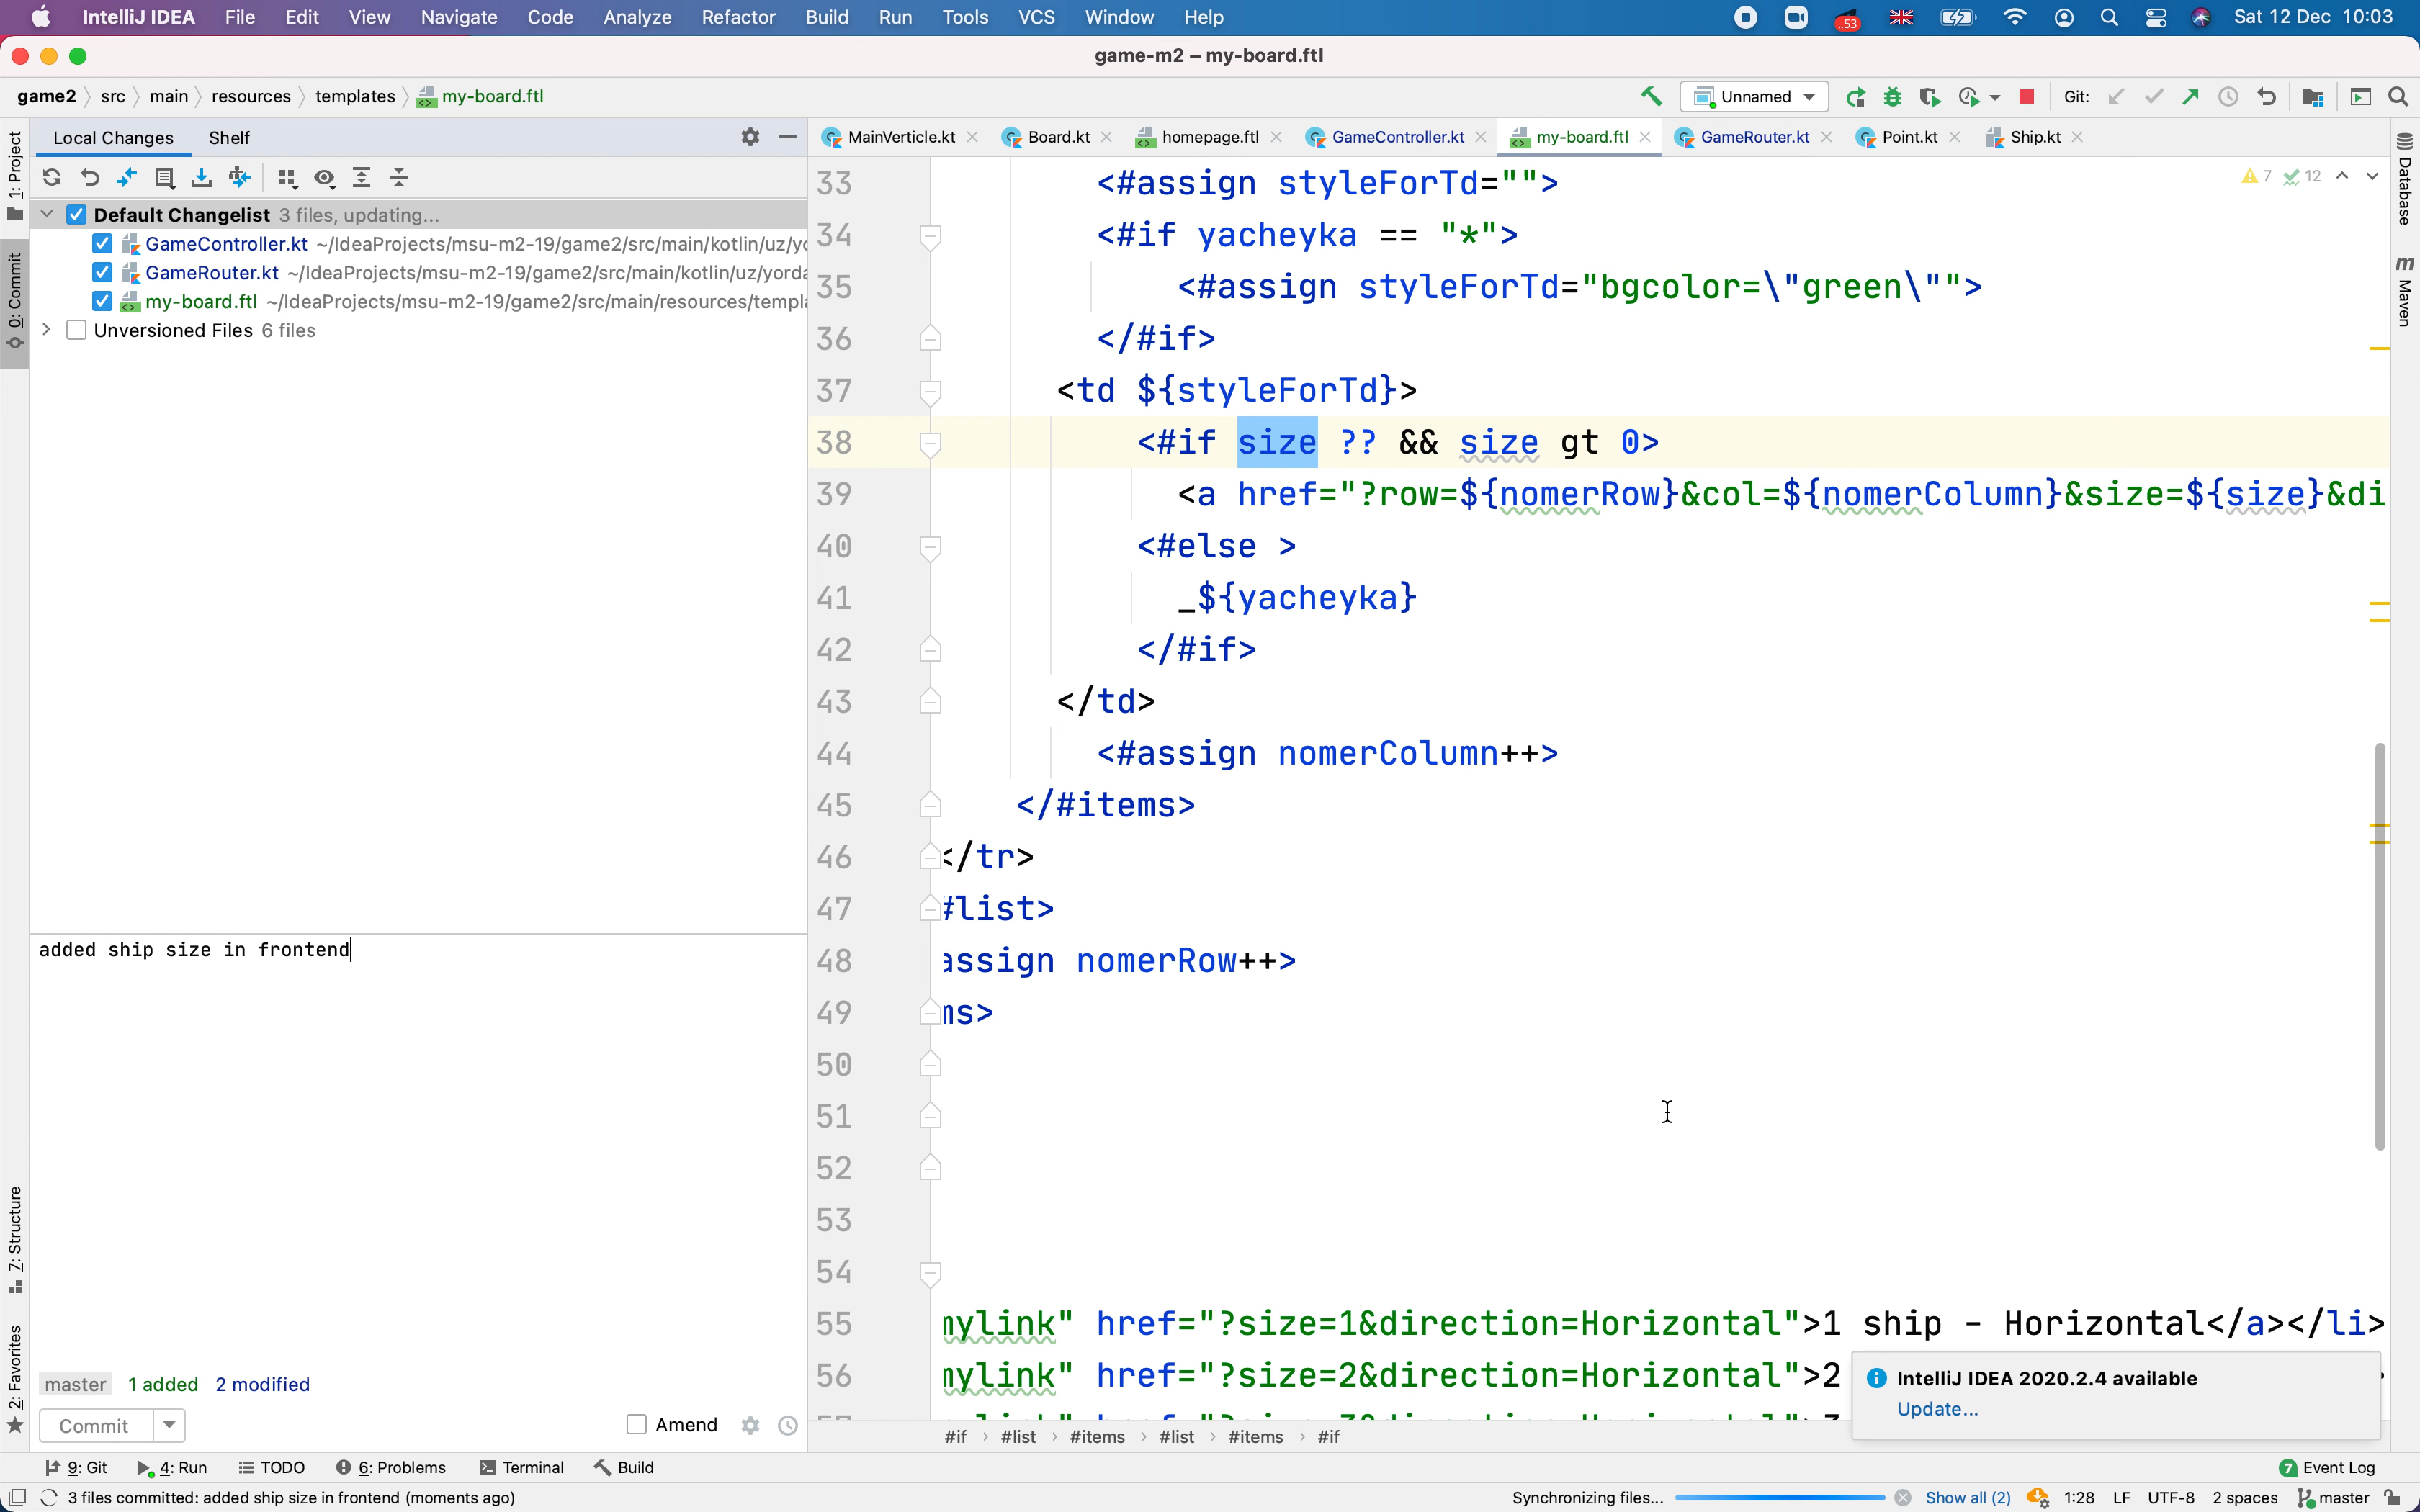 IntelliJ IDEA File Edit View Navigate Code Analyze Refactor Build Run Tools VCS Window Help ..53 Sat 12 Dec 10:03
game-m2 – my-board.ftl
game2 src main resources templates my-board.ftl Unnamed Git:
Local Changes Shelf
MainVerticle.kt Board.kt homepage.ftl GameController.kt my-board.ftl GameRouter.kt Point.kt Ship.kt
1: Project
0: Commit
7: Structure
2: Favorites
Database
Maven
Default Changelist 3 files, updating...
GameController.kt ~/IdeaProjects/msu-m2-19/game2/src/main/kotlin/uz/yo
GameRouter.kt ~/IdeaProjects/msu-m2-19/game2/src/main/kotlin/uz/yorda
my-board.ftl ~/IdeaProjects/msu-m2-19/game2/src/main/resources/templa
Unversioned Files 6 files
added ship size in frontend
master 1 added 2 modified
Commit Amend
7 12
33 <#assign styleForTd="">
34 <#if yacheyka == "*">
35 <#assign styleForTd="bgcolor=\"green\"">
36 </#if>
37 <td ${styleForTd}>
38 <#if size ?? && size gt 0>
39 <a href="?row=${nomerRow}&col=${nomerColumn}&size=${size}&di
40 <#else >
41 _${yacheyka}
42 </#if>
43 </td>
44 <#assign nomerColumn++>
45 </#items>
46 </tr>
47 #list>
48 assign nomerRow++>
49 ms>
50
51
52
53
54
55 mylink" href="?size=1&direction=Horizontal">1 ship - Horizontal</a></li>
56 mylink" href="?size=2&direction=Horizontal">2
#if #list #items #list #items #if
IntelliJ IDEA 2020.2.4 available
Update...
9: Git 4: Run TODO 6: Problems Terminal Build 7 Event Log
3 files committed: added ship size in frontend (moments ago) Synchronizing files... Show all (2) 1:28 LF UTF-8 2 spaces master